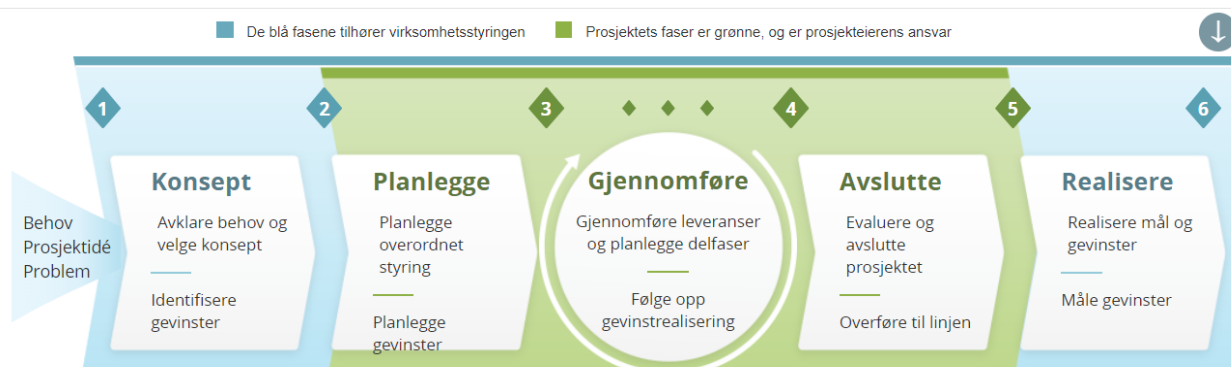 De blå fasene tilhører virksomhetsstyringen
Prosjektets faser er grønne, og er prosjekteierens ansvar
1
2
3
4
5
6
Behov
Prosjektidé
Problem
Konsept
Avklare behov og
velge konsept
Identifisere
gevinster
Planlegge
Planlegge
overordnet
styring
Planlegge
gevinster
Gjennomføre
Gjennomføre leveranser
og planlegge delfaser
Følge opp
gevinstrealisering
Avslutte
Evaluere og
avslutte
prosjektet
Overføre til linjen
Realisere
Realisere mål og
gevinster
Måle gevinster